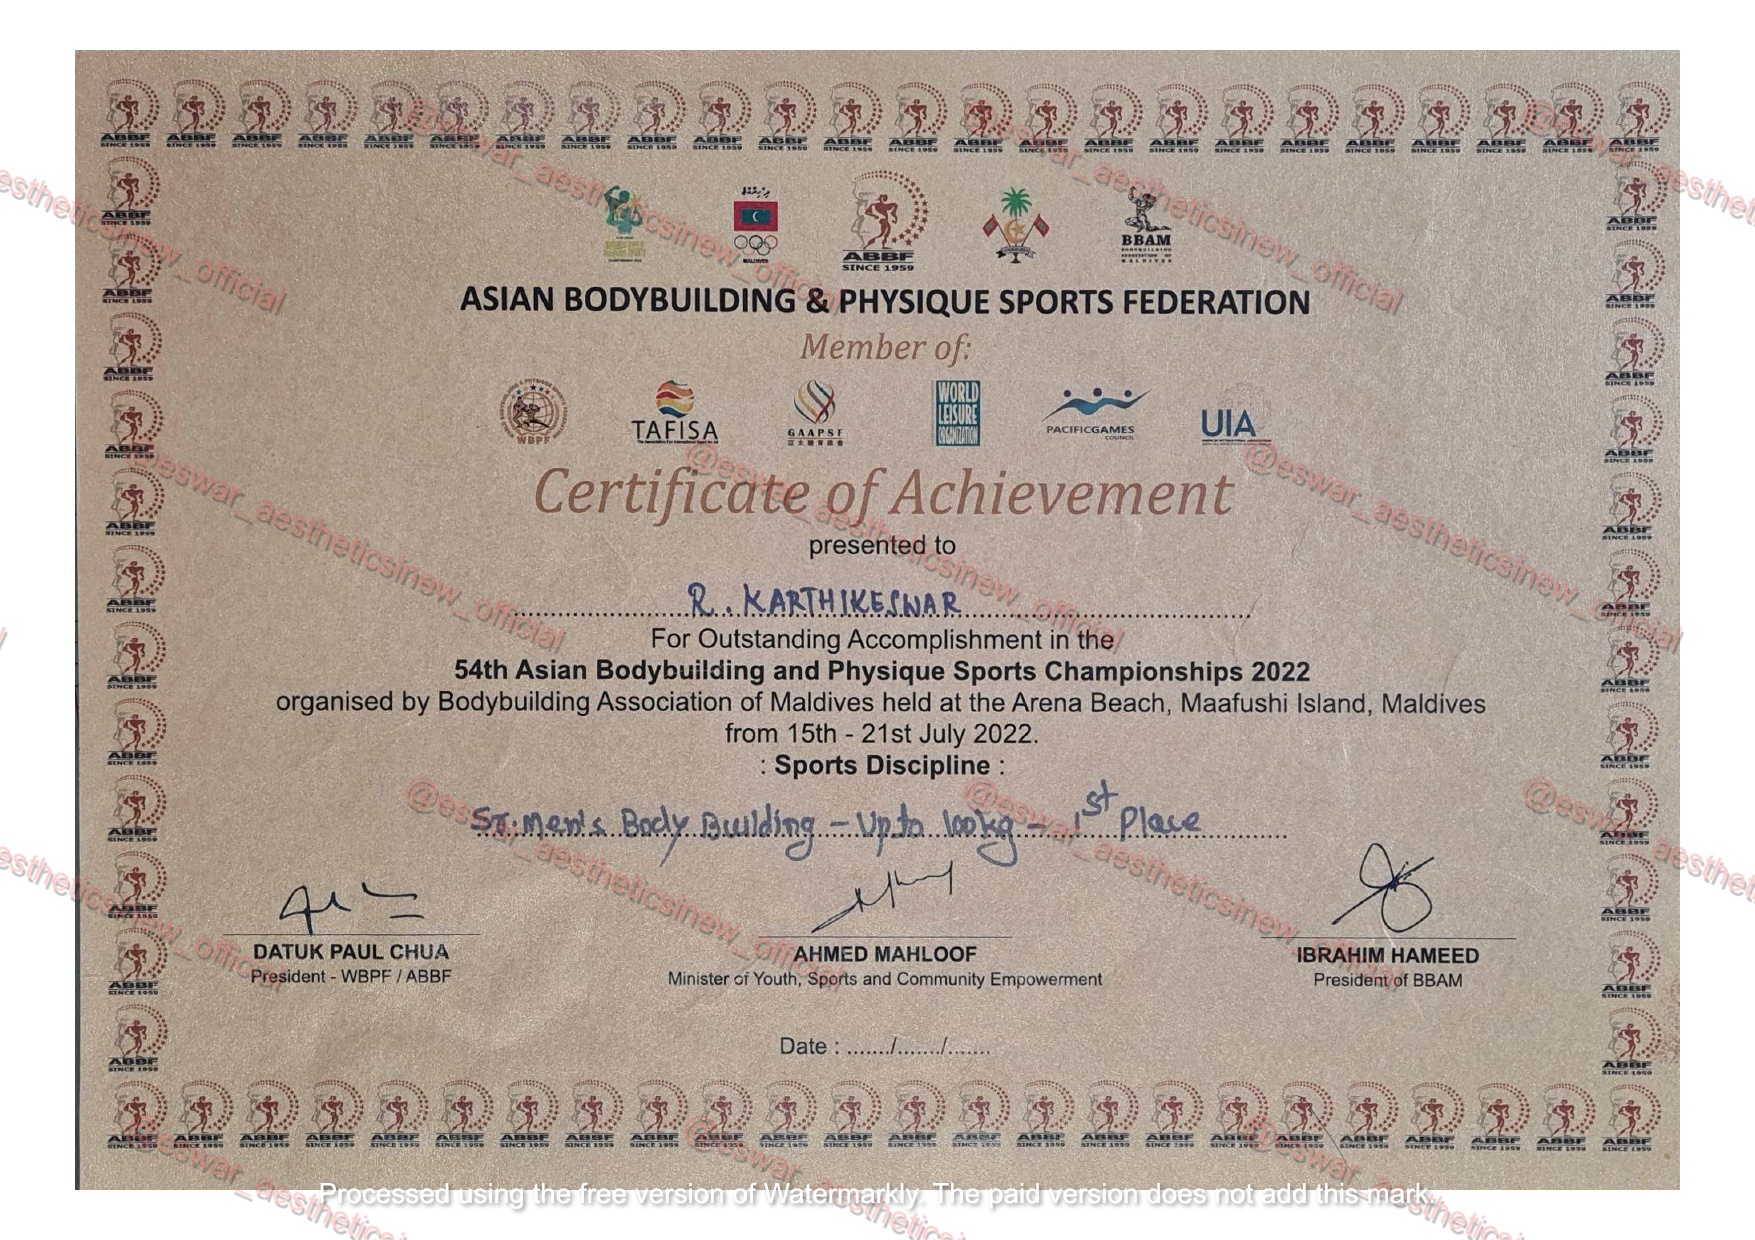 ABBF
SINCE 1959
BBAM
ASIAN BODYBUILDING & PHYSIQUE SPORTS FEDERATION
Member of:
WBPF
TAFISA
GAAPSF
WORLD
LEISURE
ORGANIZATION
PACIFICGAMES
COUNCIL
UIA
Certificate of Achievement
presented to
R. KARTHIKESWAR
For Outstanding Accomplishment in the
54th Asian Bodybuilding and Physique Sports Championships 2022
organised by Bodybuilding Association of Maldives held at the Arena Beach, Maafushi Island, Maldives
from 15th - 21st July 2022.
: Sports Discipline :
Sr. Men's Body Building - Up to 100kg - 1st Place
DATUK PAUL CHUA
President - WBPF / ABBF
AHMED MAHLOOF
Minister of Youth, Sports and Community Empowerment
IBRAHIM HAMEED
President of BBAM
Date : ......./......./.......
@eswar_aestheticsinew_official
Processed using the free version of Watermarkly. The paid version does not add this mark.